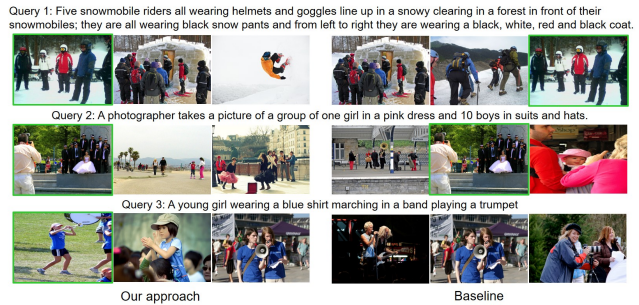 Query 1: Five snowmobile riders all wearing helmets and goggles line up in a snowy clearing in a forest in front of their
snowmobiles; they are all wearing black snow pants and from left to right they are wearing a black, white, red and black coat.
Query 2: A photographer takes a picture of a group of one girl in a pink dress and 10 boys in suits and hats.
Query 3: A young girl wearing a blue shirt marching in a band playing a trumpet
Our approach
Baseline